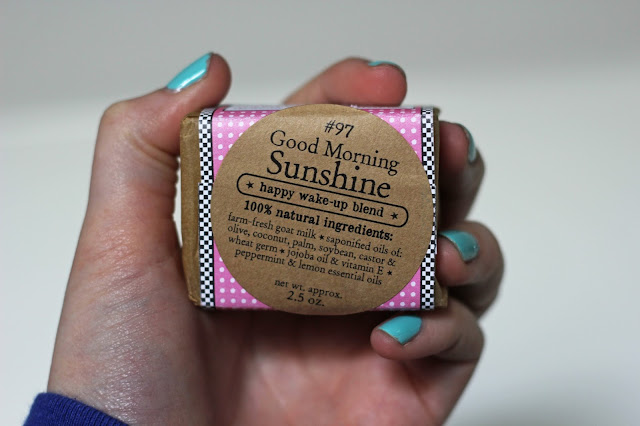 #97
Good Morning
Sunshine
★ happy wake-up blend ★
100% natural ingredients:
farm-fresh goat milk ★ saponified oils of:
olive, coconut, palm, soybean, castor &
wheat germ ★ jojoba oil & vitamin E ★
peppermint & lemon essential oils
net wt. approx.
2.5 oz.